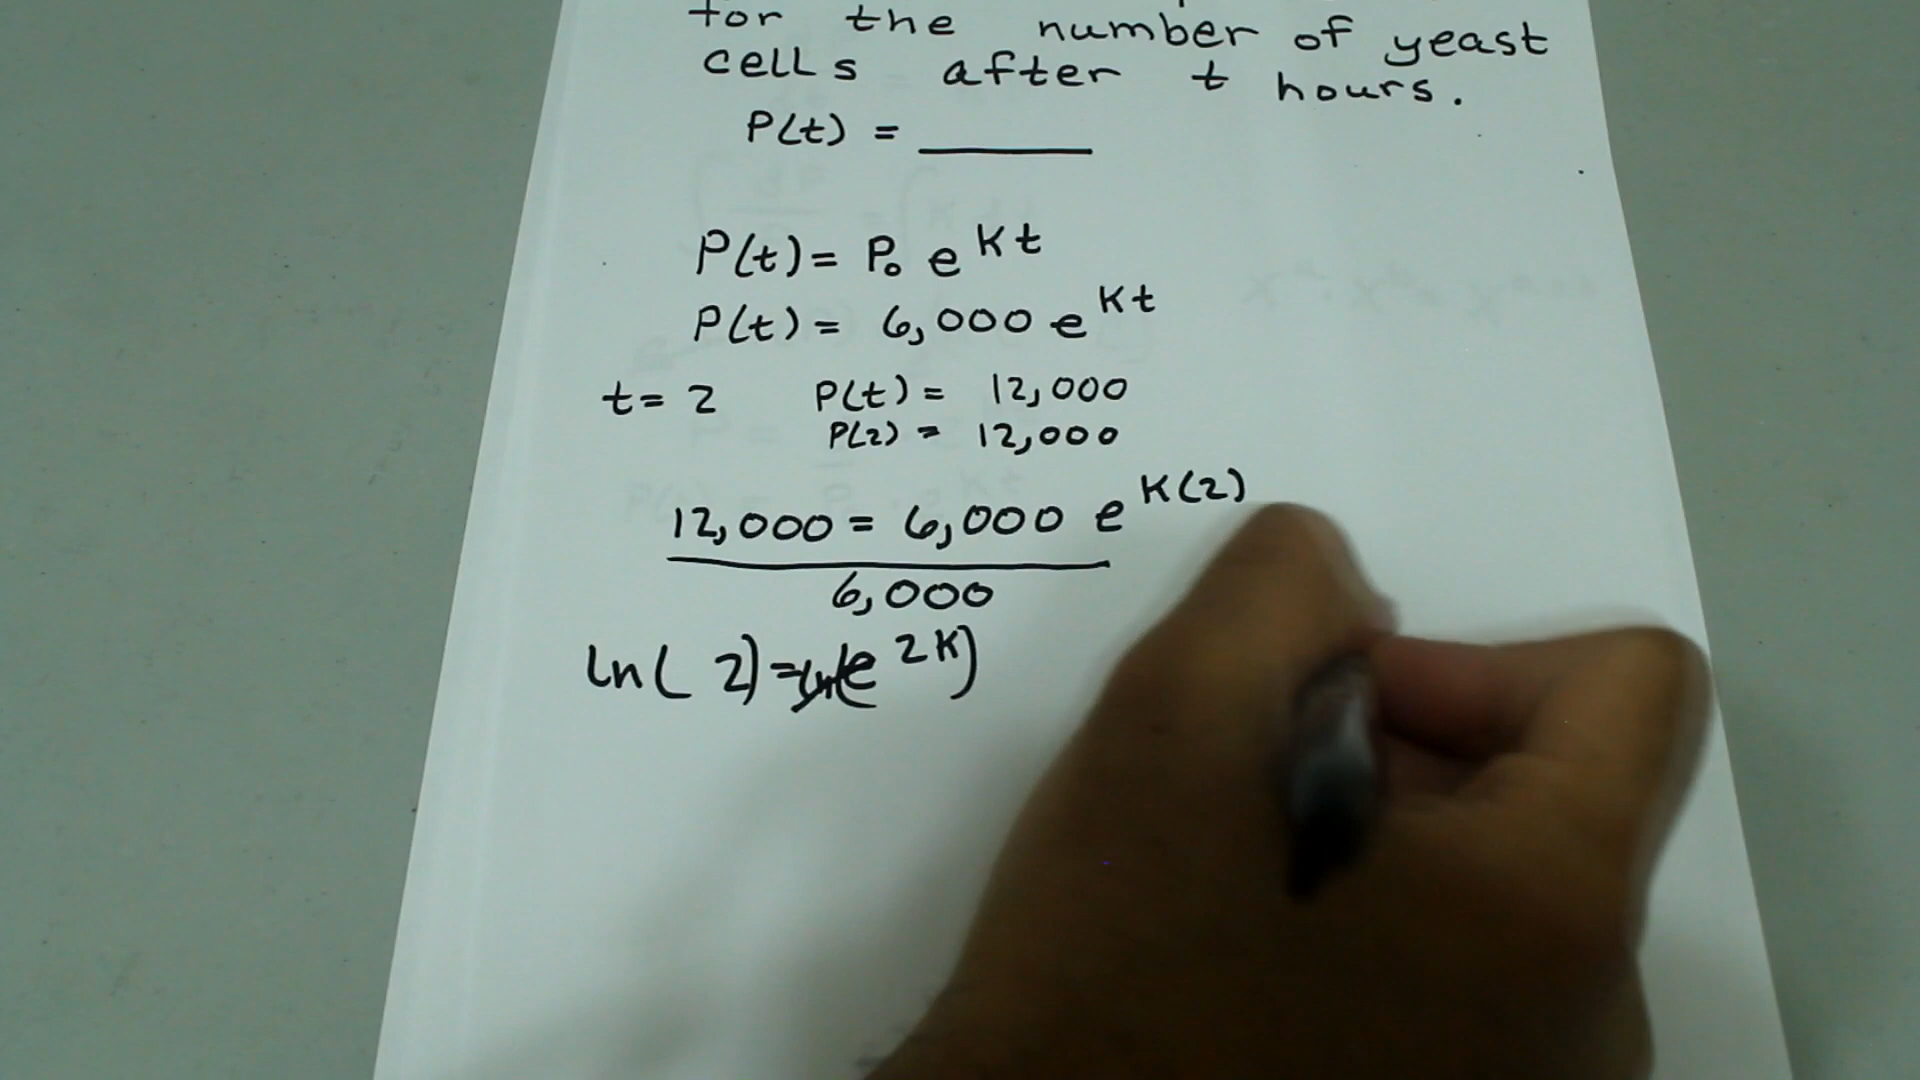 for the number of yeast
cells after t hours.
P(t) = ______
P(t) = P₀ e^Kt
P(t) = 6,000 e^Kt
t = 2 P(t) = 12,000
P(2) = 12,000
12,000 = 6,000 e^K(2)
6,000
ln( 2) = ln(e^2K)